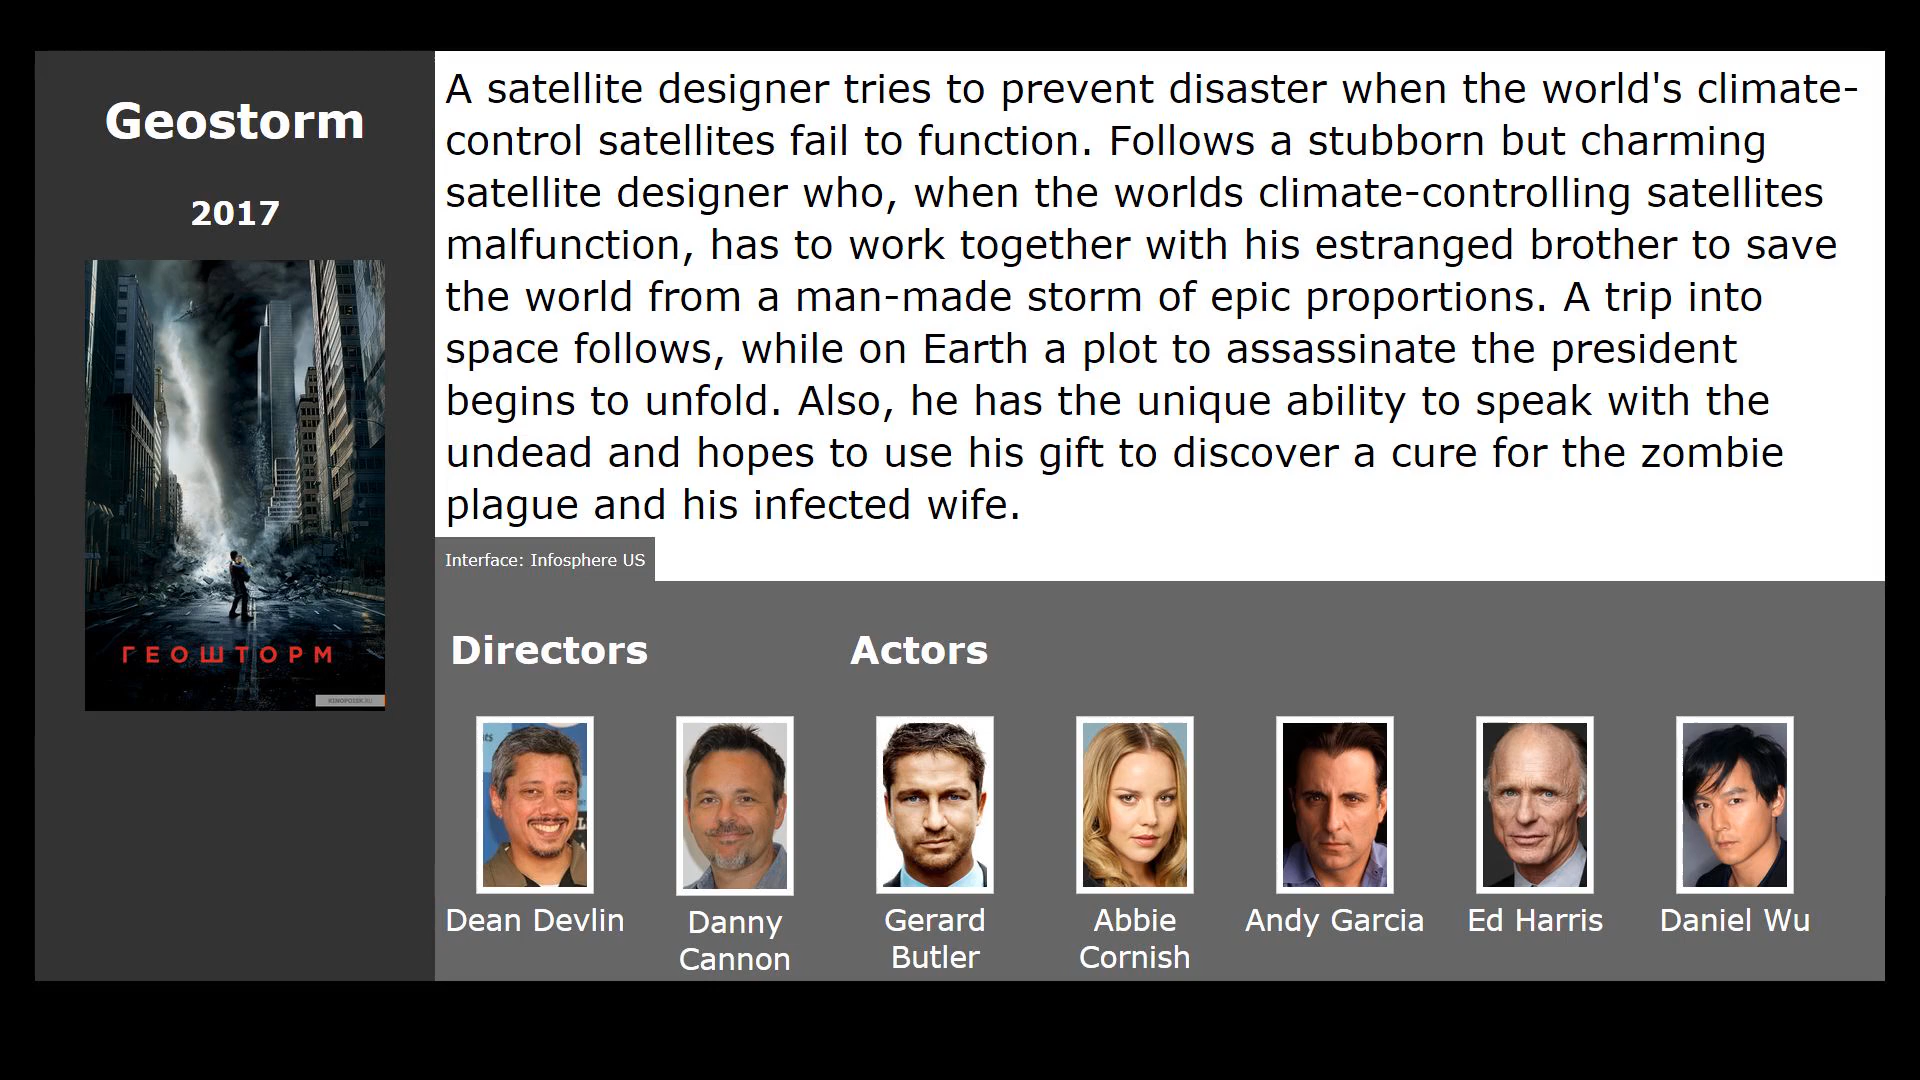 Geostorm
2017
ГЕОШТОРМ
KINOPOISK.RU
A satellite designer tries to prevent disaster when the world's climate-
control satellites fail to function. Follows a stubborn but charming
satellite designer who, when the worlds climate-controlling satellites
malfunction, has to work together with his estranged brother to save
the world from a man-made storm of epic proportions. A trip into
space follows, while on Earth a plot to assassinate the president
begins to unfold. Also, he has the unique ability to speak with the
undead and hopes to use his gift to discover a cure for the zombie
plague and his infected wife.
Interface: Infosphere US
Directors
Actors
Dean Devlin
Danny
Cannon
Gerard
Butler
Abbie
Cornish
Andy Garcia
Ed Harris
Daniel Wu